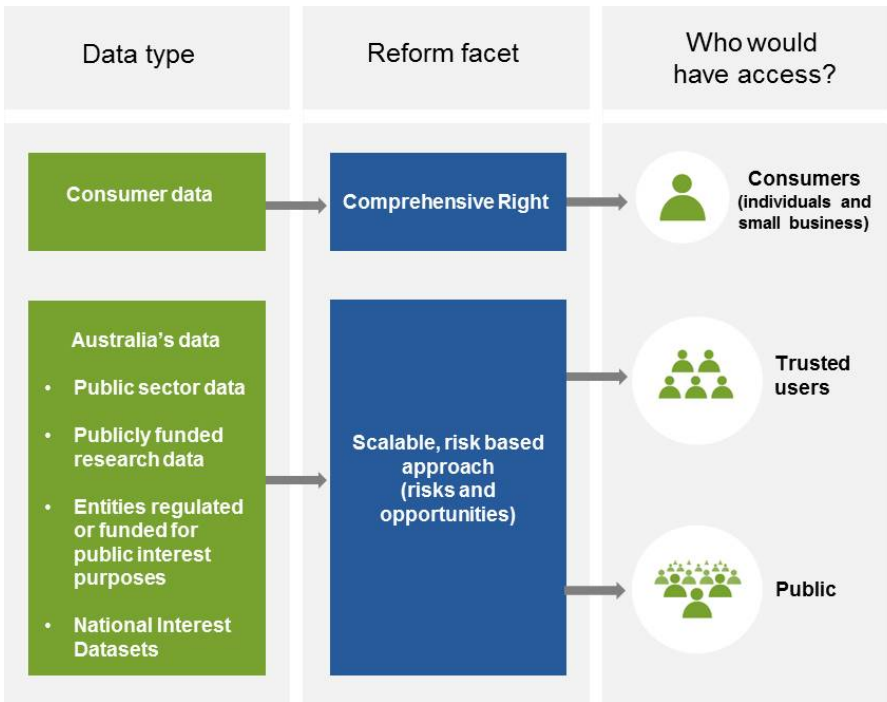 Data type
Reform facet
Who would
have access?
Consumer data
Comprehensive Right
Consumers
(individuals and
small business)
Australia's data
• Public sector data
• Publicly funded
research data
• Entities regulated
or funded for
public interest
purposes
• National Interest
Datasets
Scalable, risk based
approach
(risks and
opportunities)
Trusted
users
Public